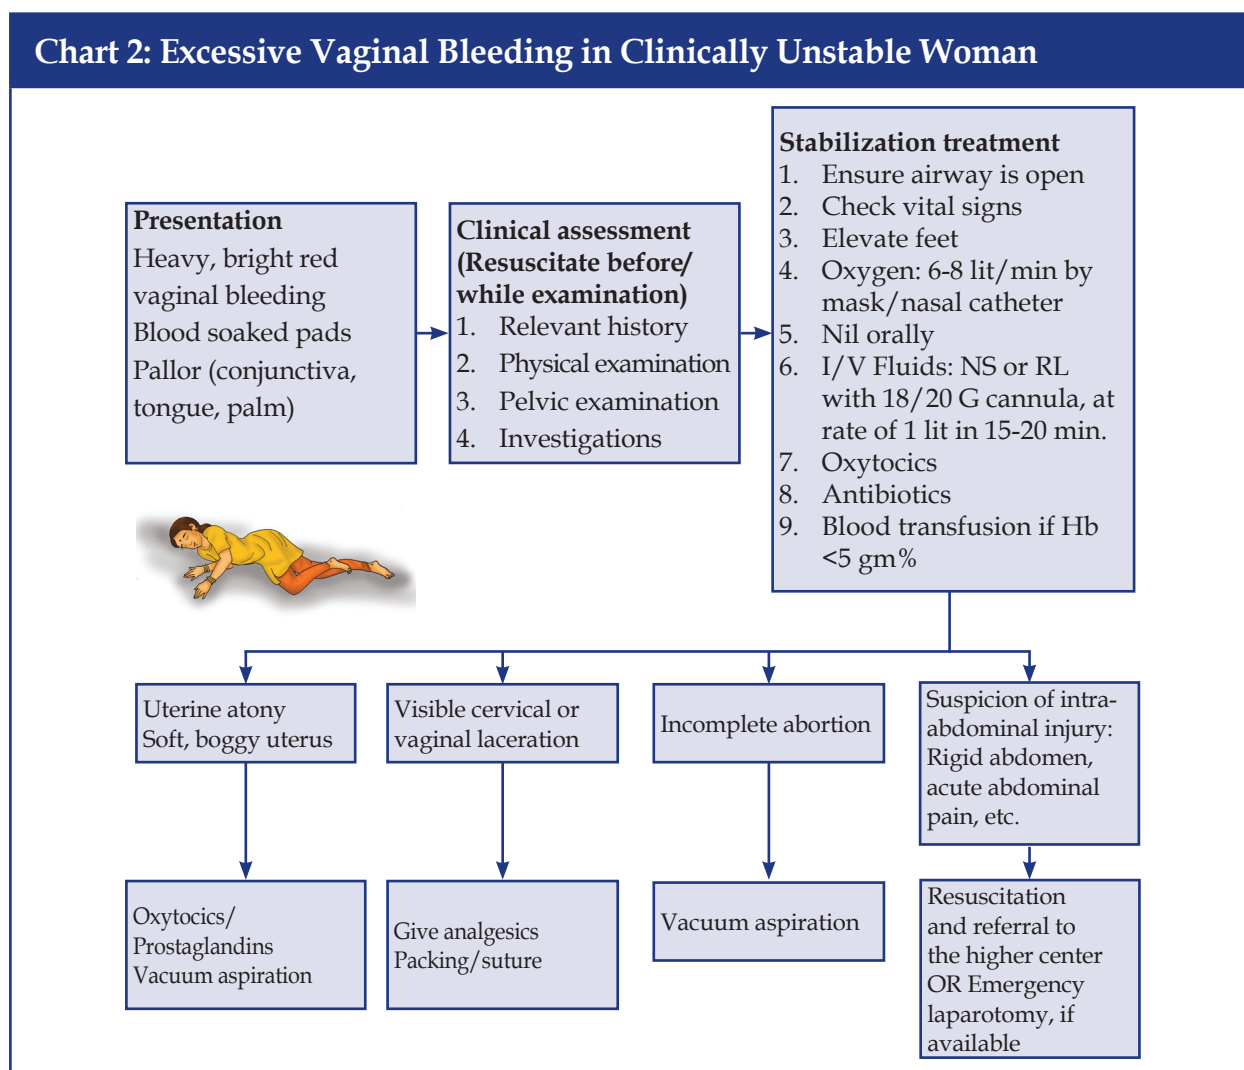 Chart 2: Excessive Vaginal Bleeding in Clinically Unstable Woman
Presentation
Heavy, bright red
vaginal bleeding
Blood soaked pads
Pallor (conjunctiva,
tongue, palm)
Clinical assessment
(Resuscitate before/
while examination)
1. Relevant history
2. Physical examination
3. Pelvic examination
4. Investigations
Stabilization treatment
1. Ensure airway is open
2. Check vital signs
3. Elevate feet
4. Oxygen: 6-8 lit/min by
mask/nasal catheter
5. Nil orally
6. I/V Fluids: NS or RL
with 18/20 G cannula, at
rate of 1 lit in 15-20 min.
7. Oxytocics
8. Antibiotics
9. Blood transfusion if Hb
<5 gm%
Uterine atony
Soft, boggy uterus
Visible cervical or
vaginal laceration
Incomplete abortion
Suspicion of intra-
abdominal injury:
Rigid abdomen,
acute abdominal
pain, etc.
Oxytocics/
Prostaglandins
Vacuum aspiration
Give analgesics
Packing/suture
Vacuum aspiration
Resuscitation
and referral to
the higher center
OR Emergency
laparotomy, if
available